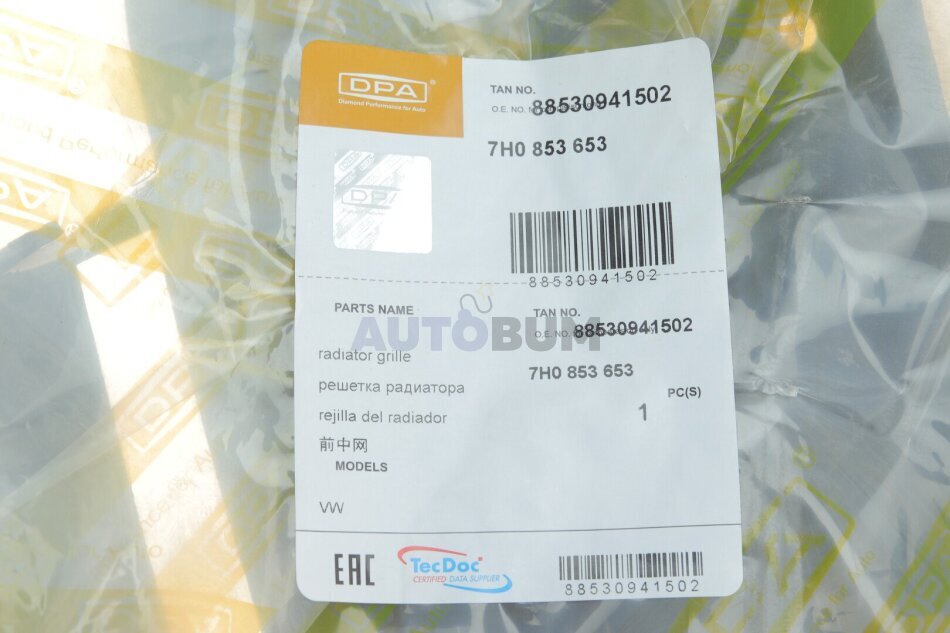 DPA®
Diamond Performance for Auto
TAN NO. 88530941502
O.E. NO.
7H0 853 653
DPA
88530941502
PARTS NAME
TAN NO.
O.E. NO. 88530941502
AUTOBUM
radiator grille
7H0 853 653
решетка радиатора
PC(S)
rejilla del radiador
1
前中网
MODELS
VW
EAC
TecDoc
CERTIFIED DATA SUPPLIER
88530941502